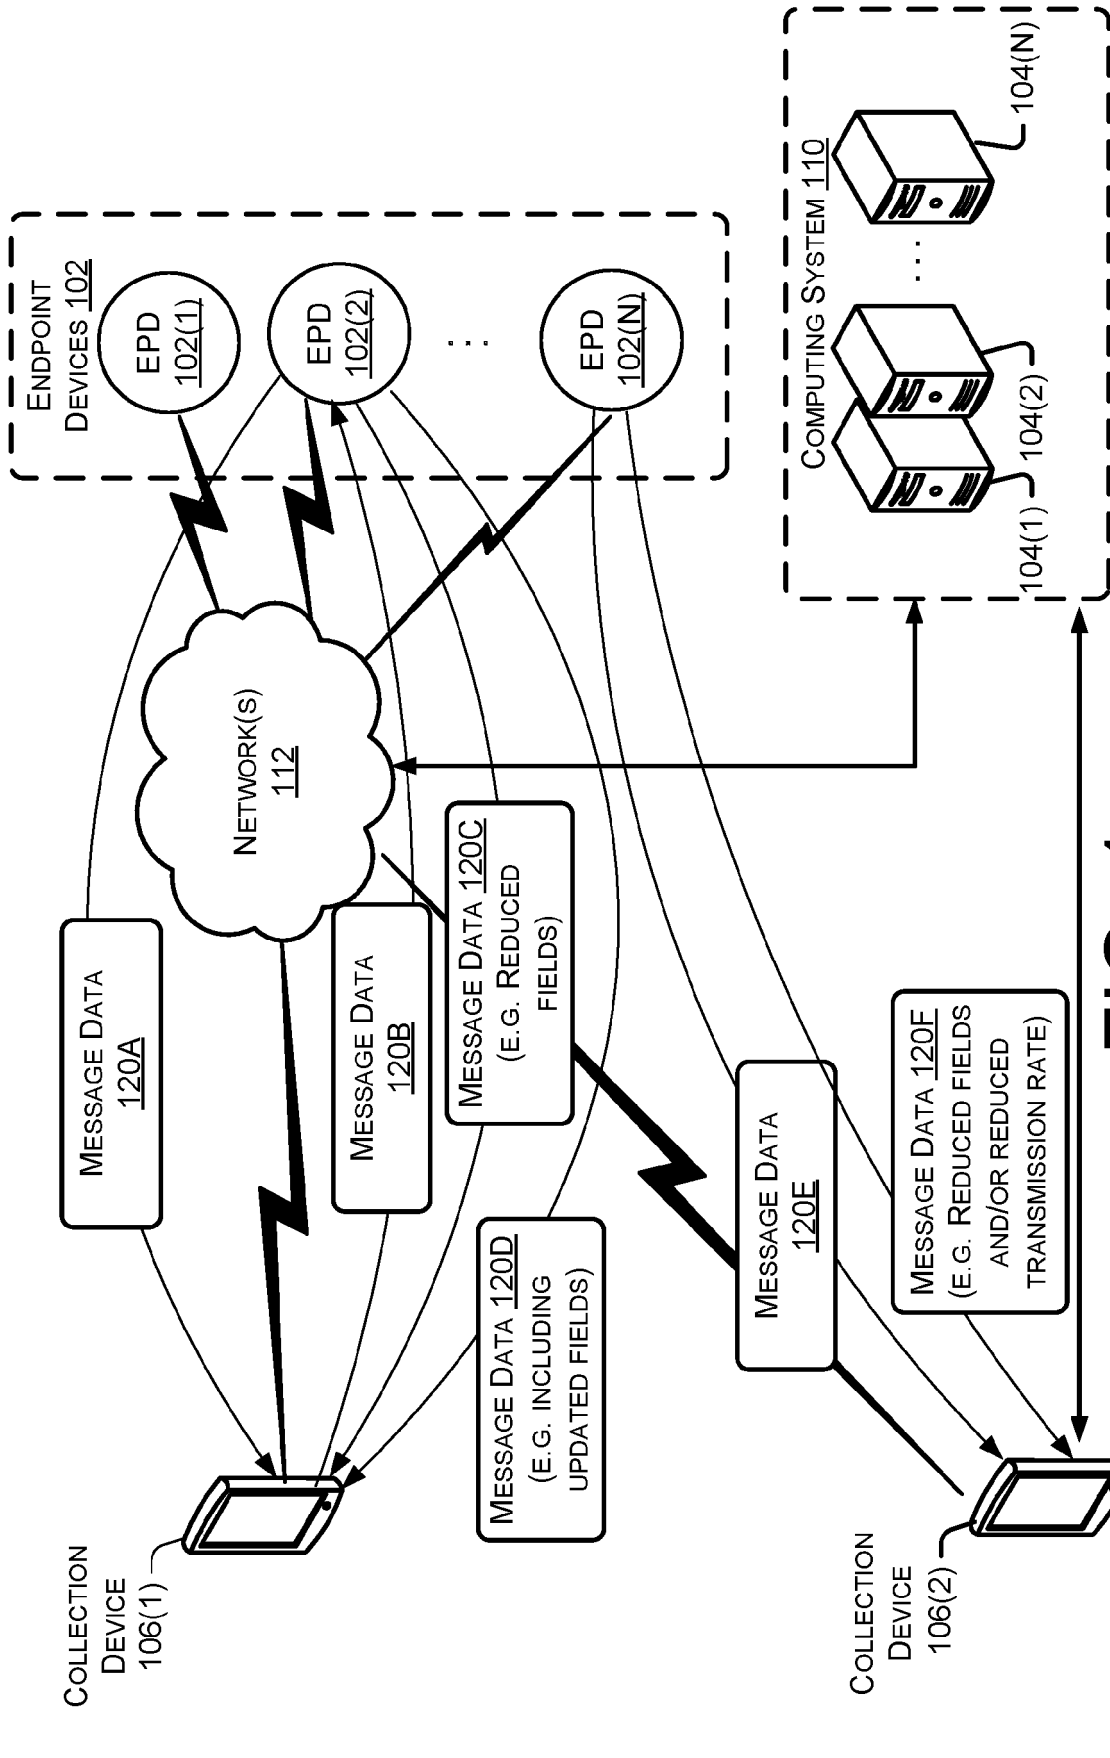 ENDPOINT
DEVICES 102
EPD
102(1)
EPD
102(2)
...
EPD
102(N)
NETWORK(S)
112
COMPUTING SYSTEM 110
...
104(1)
104(2)
104(N)
MESSAGE DATA
120A
MESSAGE DATA
120B
MESSAGE DATA 120C
(E.G. REDUCED
FIELDS)
MESSAGE DATA 120D
(E.G. INCLUDING
UPDATED FIELDS)
MESSAGE DATA
120E
MESSAGE DATA 120F
(E.G. REDUCED FIELDS
AND/OR REDUCED
TRANSMISSION RATE)
COLLECTION
DEVICE
106(1)
COLLECTION
DEVICE
106(2)